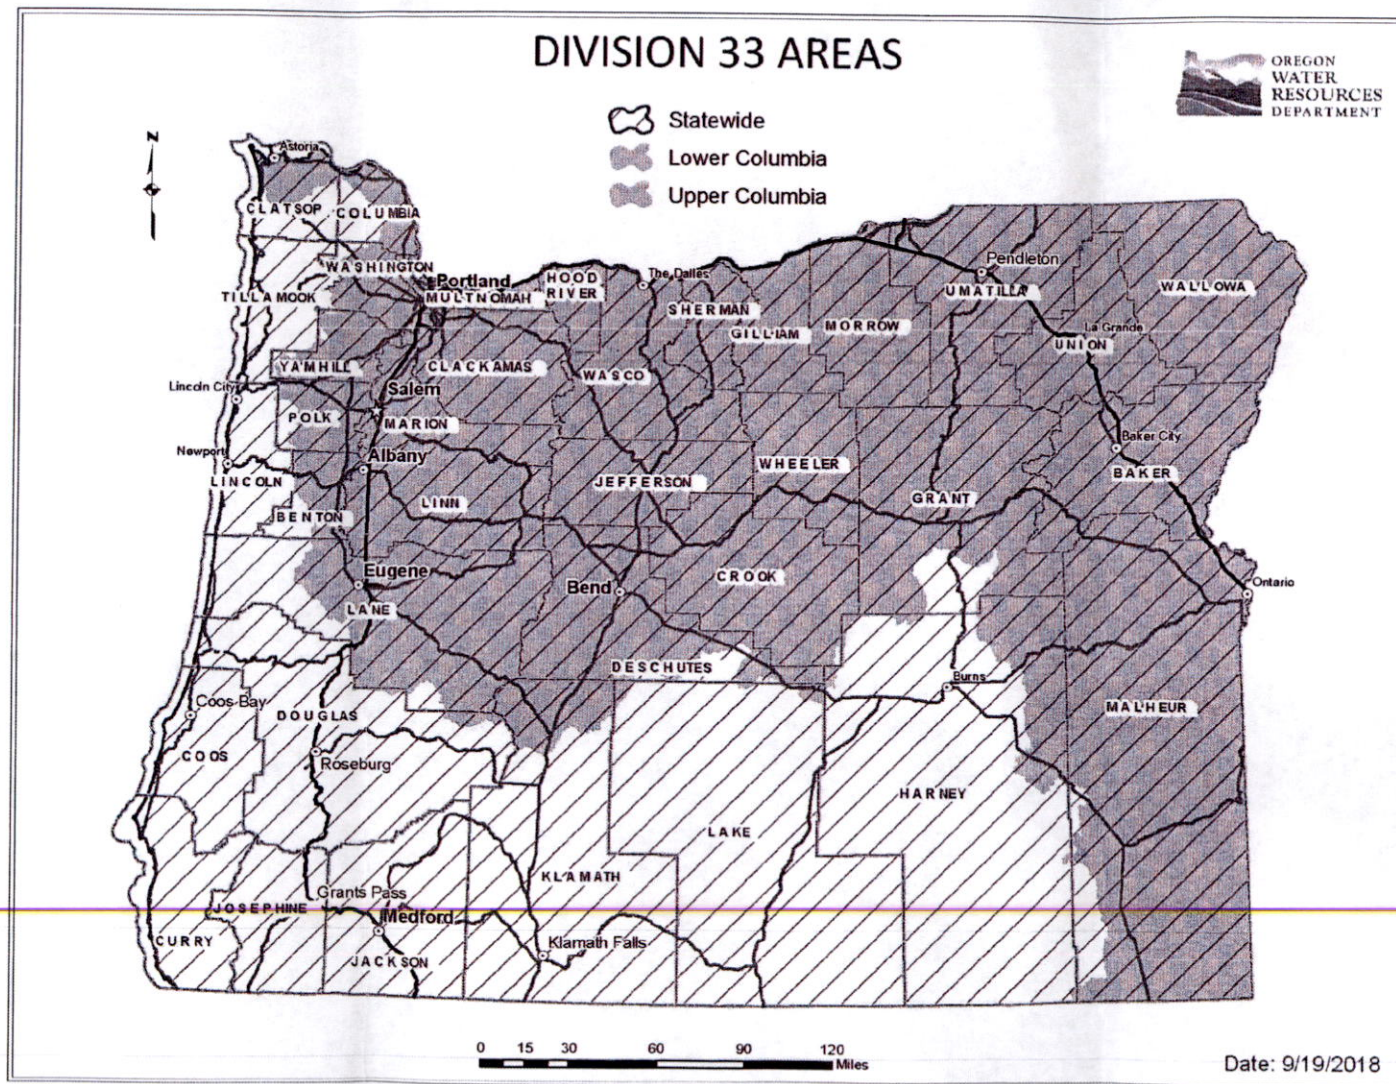 DIVISION 33 AREAS
OREGON
WATER
RESOURCES
DEPARTMENT
Statewide
Lower Columbia
Upper Columbia
N
Astoria
CLATSOP
COLUMBIA
WASHINGTON
Portland
HOOD
RIVER
The Dalles
Pendleton
TILLAMOOK
MULTNOMAH
SHERMAN
UMATILLA
WALLOWA
GILLIAM
MORROW
La Grande
UNION
YAMHILL
CLACKAMAS
WASCO
Lincoln City
Salem
POLK
MARION
Baker City
Newport
Albany
WHEELER
BAKER
LINCOLN
JEFFERSON
LINN
GRANT
BENTON
Eugene
Bend
CROOK
Ontario
LANE
DESCHUTES
Burns
Coos Bay
DOUGLAS
MALHEUR
COOS
Roseburg
HARNEY
LAKE
KLAMATH
Grants Pass
JOSEPHINE
Medford
CURRY
Klamath Falls
JACKSON
0 15 30 60 90 120
Miles
Date: 9/19/2018